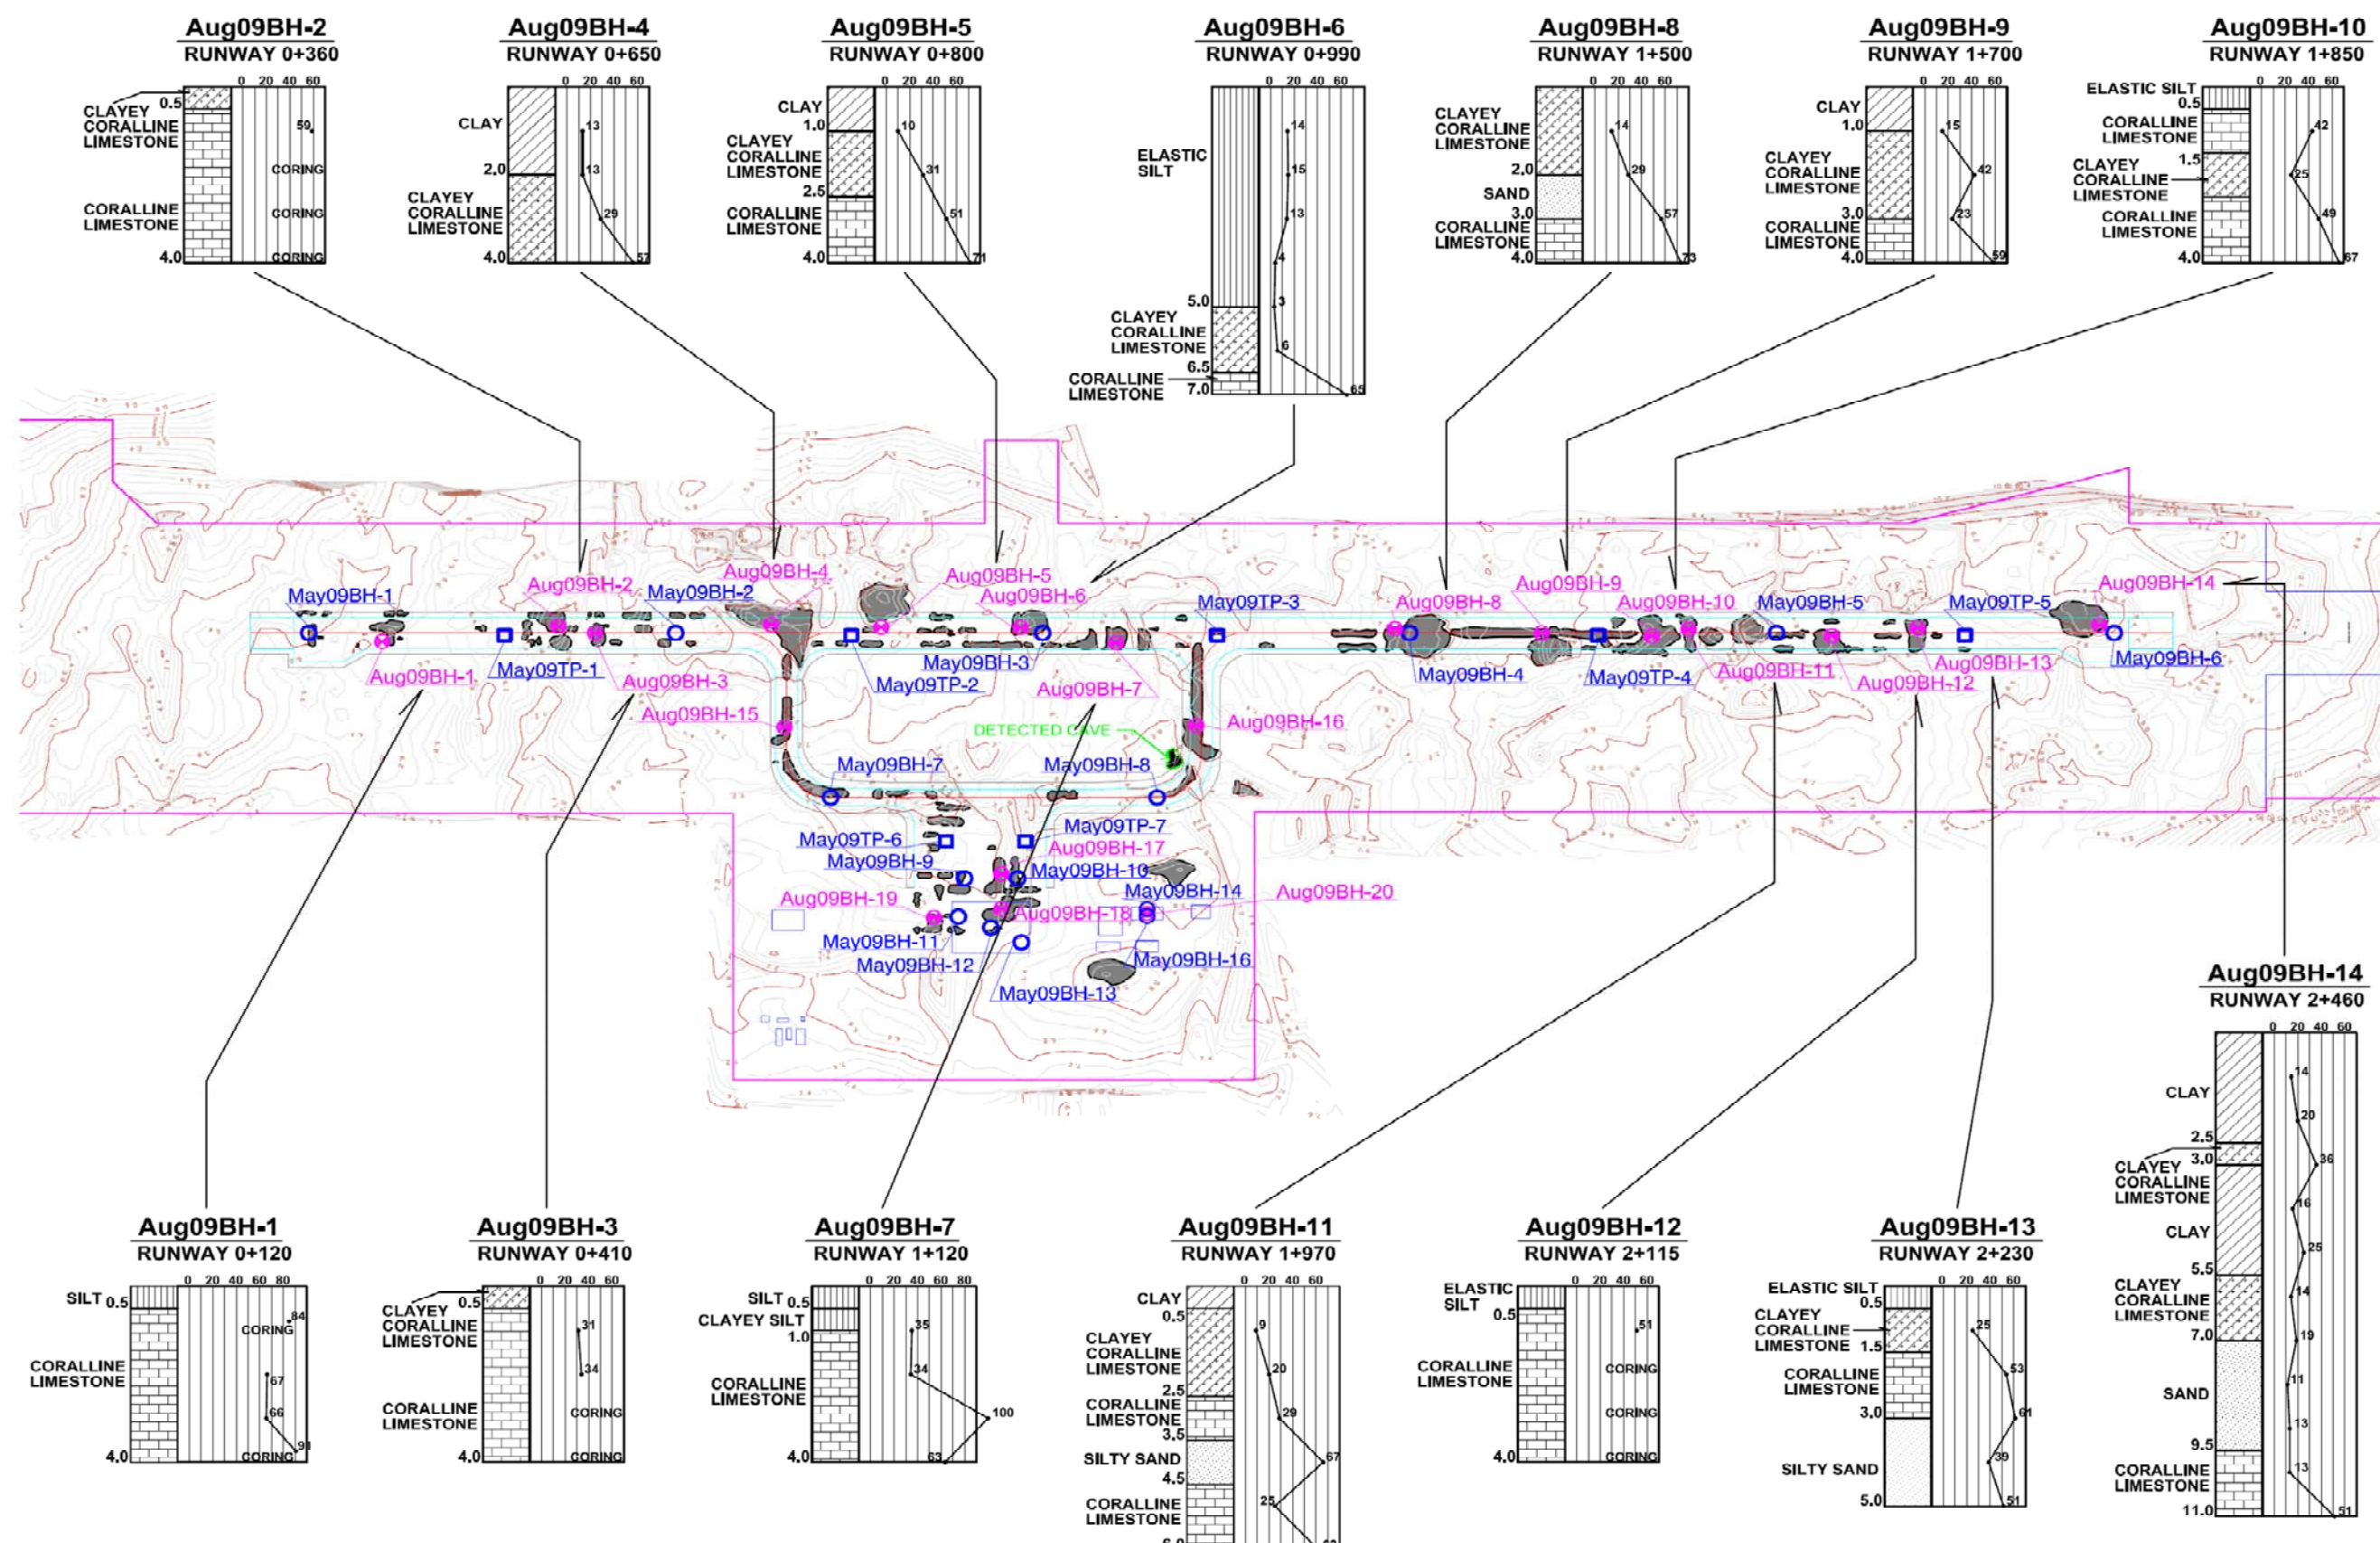 Aug09BH-2
RUNWAY 0+360
0 20 40 60
0.5
CLAYEY
CORALLINE
LIMESTONE
59
CORING
CORALLINE
LIMESTONE
CORING
4.0
CORING
Aug09BH-4
RUNWAY 0+650
0 20 40 60
CLAY
13
2.0
13
CLAYEY
CORALLINE
LIMESTONE
29
4.0
57
Aug09BH-5
RUNWAY 0+800
0 20 40 60
CLAY
1.0
10
CLAYEY
CORALLINE
LIMESTONE
31
2.5
CORALLINE
LIMESTONE
51
4.0
71
Aug09BH-6
RUNWAY 0+990
0 20 40 60
14
ELASTIC
SILT
15
13
4
5.0
3
CLAYEY
CORALLINE
LIMESTONE
6
6.5
CORALLINE
LIMESTONE
7.0
65
Aug09BH-8
RUNWAY 1+500
0 20 40 60
CLAYEY
CORALLINE
LIMESTONE
14
2.0
29
SAND
3.0
57
CORALLINE
LIMESTONE
4.0
73
Aug09BH-9
RUNWAY 1+700
0 20 40 60
CLAY
1.0
15
CLAYEY
CORALLINE
LIMESTONE
42
3.0
23
CORALLINE
LIMESTONE
4.0
59
Aug09BH-10
RUNWAY 1+850
0 20 40 60
ELASTIC SILT
0.5
CORALLINE
LIMESTONE
42
1.5
CLAYEY
CORALLINE
LIMESTONE
25
CORALLINE
LIMESTONE
49
4.0
67
May09BH-1
Aug09BH-2
May09BH-2
Aug09BH-4
Aug09BH-5
Aug09BH-6
May09TP-3
Aug09BH-8
Aug09BH-9
Aug09BH-10
May09BH-5
May09TP-5
Aug09BH-14
Aug09BH-1
May09TP-1
Aug09BH-3
May09TP-2
May09BH-3
Aug09BH-7
May09BH-4
May09TP-4
Aug09BH-11
Aug09BH-12
Aug09BH-13
May09BH-6
Aug09BH-15
DETECTED CAVE
Aug09BH-16
May09BH-7
May09BH-8
May09TP-6
May09TP-7
May09BH-9
Aug09BH-17
May09BH-10
May09BH-14
Aug09BH-20
Aug09BH-19
Aug09BH-18
May09BH-11
May09BH-12
May09BH-16
May09BH-13
Aug09BH-14
RUNWAY 2+460
0 20 40 60
14
CLAY
20
2.5
3.0
36
CLAYEY
CORALLINE
LIMESTONE
16
CLAY
25
5.5
CLAYEY
CORALLINE
LIMESTONE
14
7.0
19
SAND
11
13
9.5
CORALLINE
LIMESTONE
13
11.0
51
Aug09BH-1
RUNWAY 0+120
0 20 40 60 80
SILT 0.5
84
CORING
CORALLINE
LIMESTONE
67
66
91
4.0
CORING
Aug09BH-3
RUNWAY 0+410
0 20 40 60
0.5
CLAYEY
CORALLINE
LIMESTONE
31
34
CORALLINE
LIMESTONE
CORING
4.0
CORING
Aug09BH-7
RUNWAY 1+120
0 20 40 60 80
SILT 0.5
CLAYEY SILT
1.0
35
34
CORALLINE
LIMESTONE
100
4.0
63
Aug09BH-11
RUNWAY 1+970
0 20 40 60
CLAY
0.5
9
CLAYEY
CORALLINE
LIMESTONE
20
2.5
CORALLINE
LIMESTONE
29
3.5
SILTY SAND
67
4.5
CORALLINE
LIMESTONE
25
Aug09BH-12
RUNWAY 2+115
0 20 40 60
ELASTIC
SILT
0.5
51
CORALLINE
LIMESTONE
CORING
CORING
4.0
CORING
Aug09BH-13
RUNWAY 2+230
0 20 40 60
ELASTIC SILT
0.5
CLAYEY
CORALLINE
LIMESTONE
25
1.5
CORALLINE
LIMESTONE
53
3.0
61
SILTY SAND
39
5.0
51